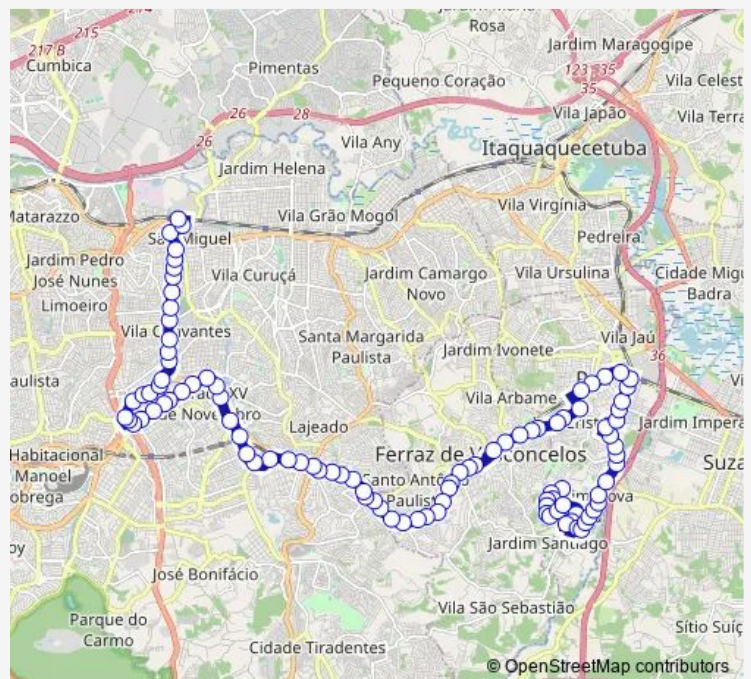 Jardim
Rosa
274
215
217 B
Jardim Maragogipe
Cumbica
Pimentas
123
35
35
Pequeno Coração
Vila Celest
26
28
Vila Japão
Vila Terra
26
Vila Any
Itaquaquecetuba
Jardim Helena
Matarazzo
Vila Grão Mogol
Vila Virgínia
Pedreira
Jardim Pedro
José Nunes
Vila Curuçá
Jardim Camargo
Novo
Vila Ursulina
Cidade Migu
Badra
Limoeiro
Santa Margarida
Paulista
Vila Jaú
36
Jardim Ivonete
aulista
Vila Arbame
Lajeado
Jardim Impera
Habitacional
Manoel
obrega
Ferraz de
Suza
Jardim Santiago
oy
José Bonifácio
Vila São Sebastião
Parque do
Carmo
Sítio Suíç
Cidade Tiradentes
© OpenStreetMap contributors